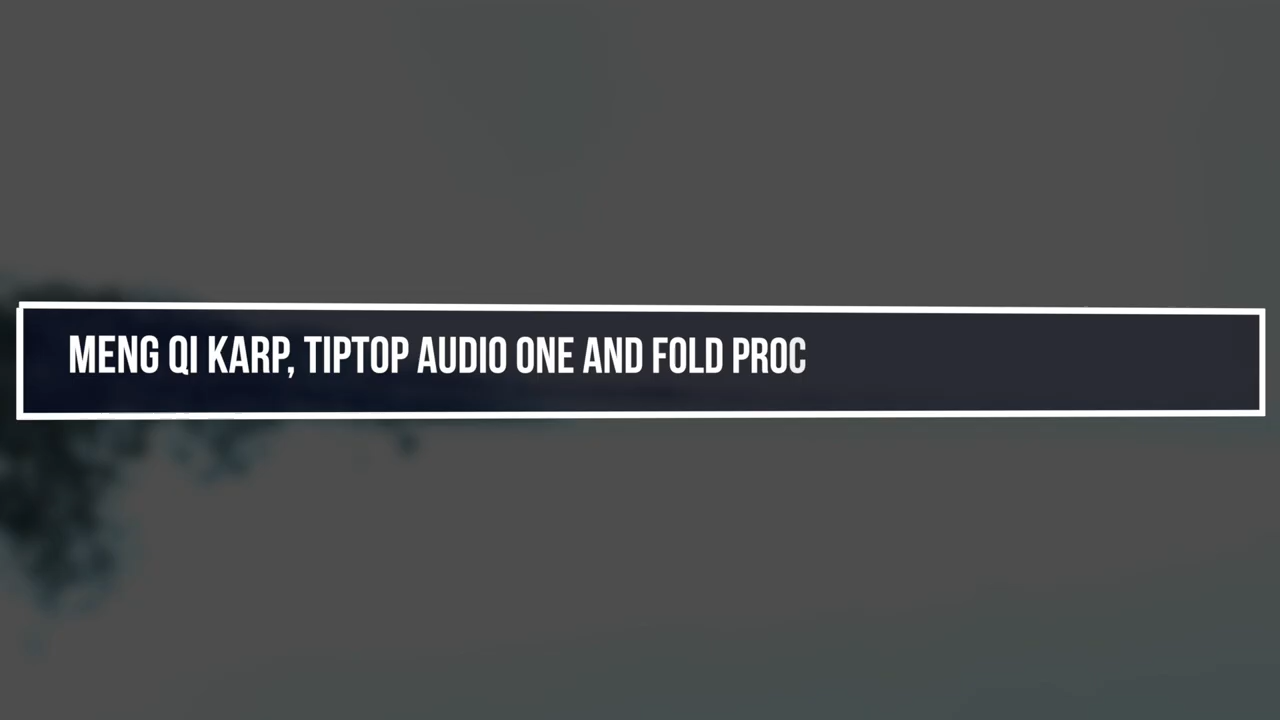 MENG QI KARP, TIPTOP AUDIO ONE AND FOLD PROC